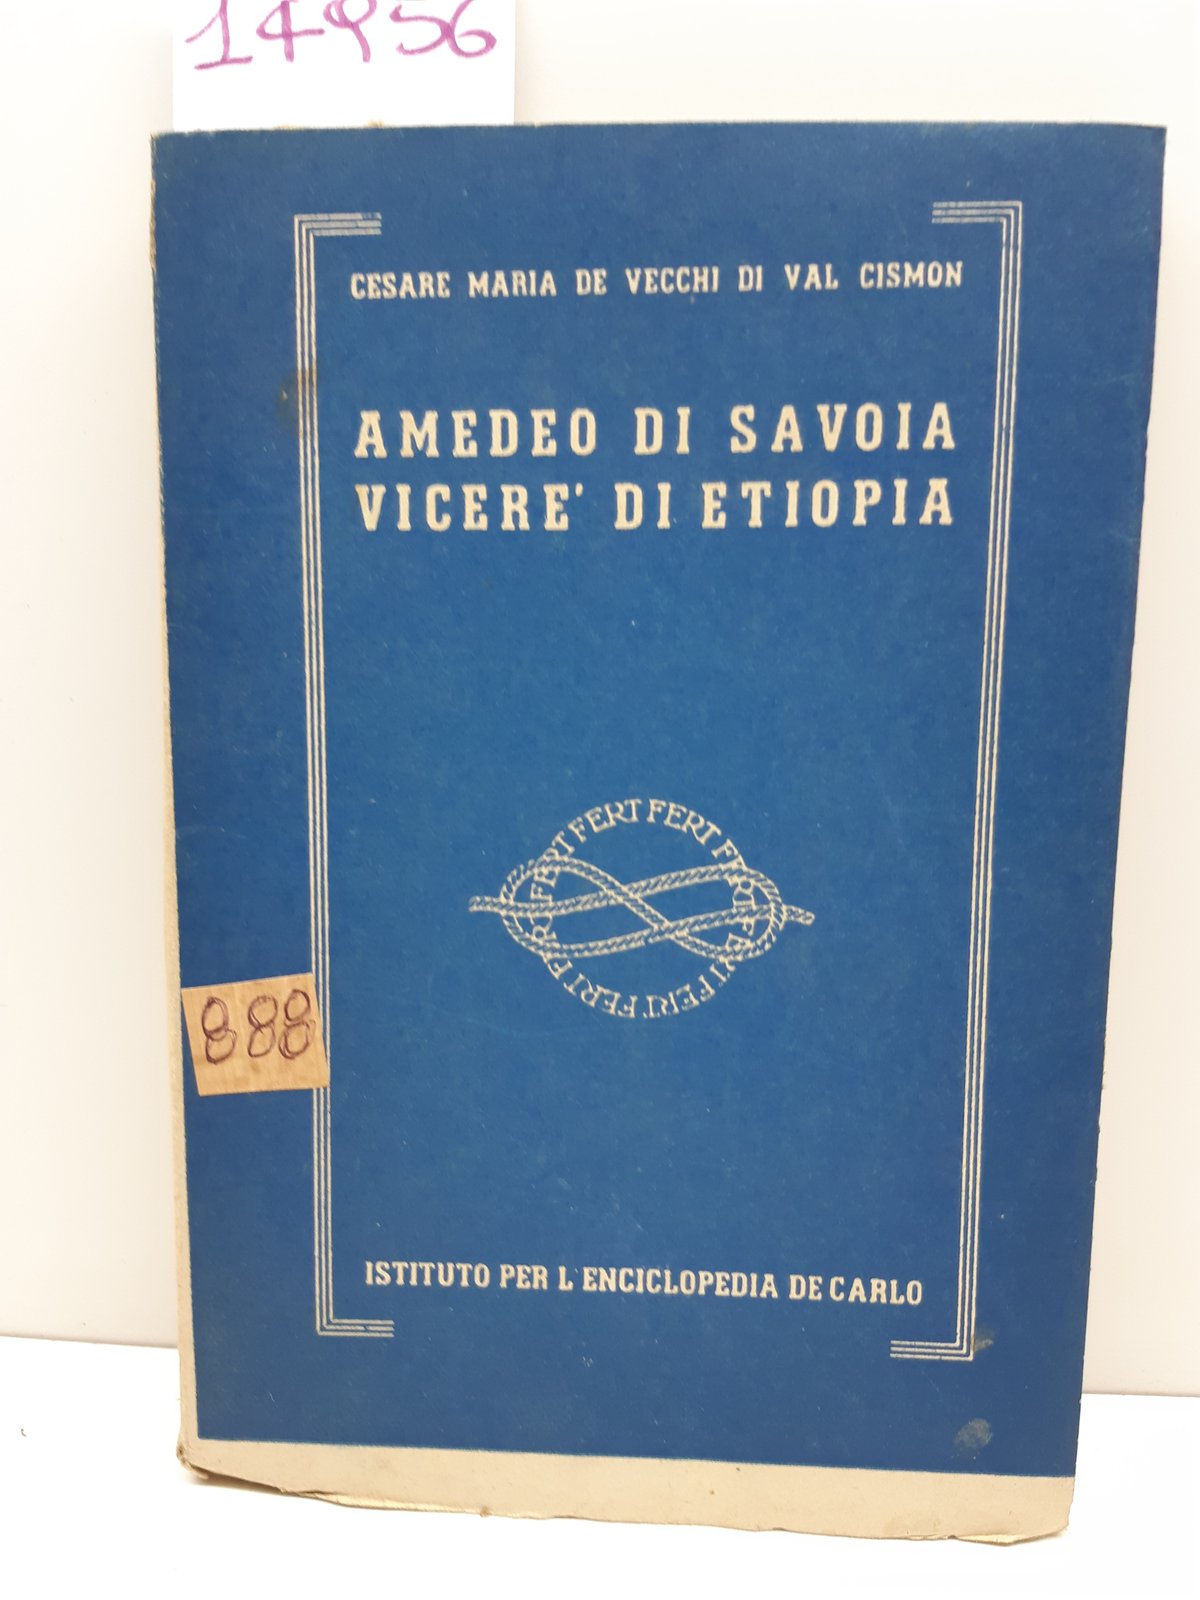 14956
CESARE MARIA DE VECCHI DI VAL CISMON
AMEDEO DI SAVOIA
VICERE' DI ETIOPIA
FERT FERT FERT FERT FERT FERT FERT
888
ISTITUTO PER L'ENCICLOPEDIA DE CARLO